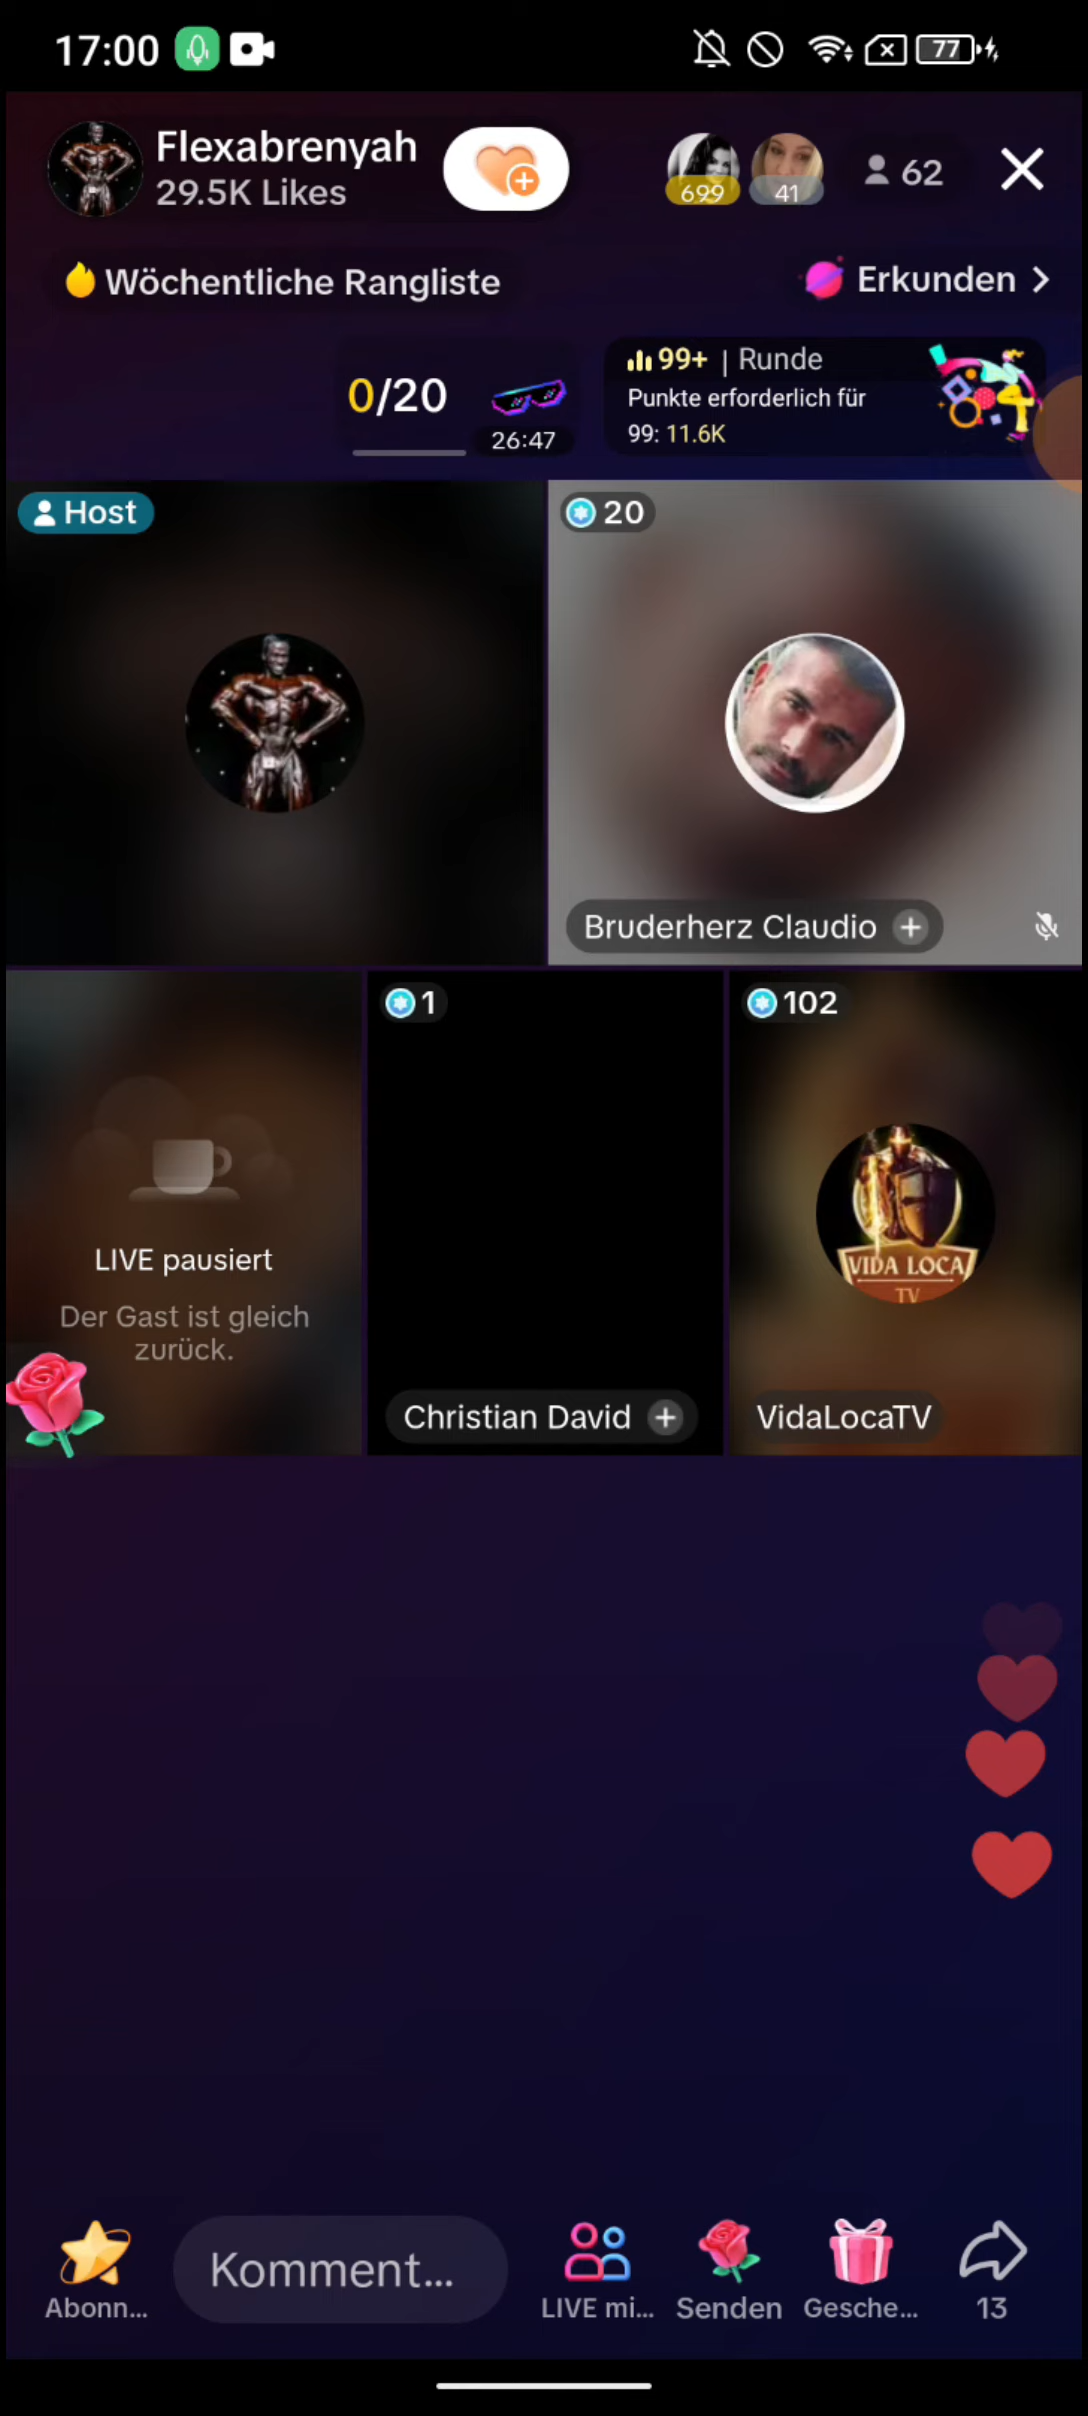 17:00
77
Flexabrenyah
29.5K Likes
699
41
62
Wöchentliche Rangliste
Erkunden
0/20
26:47
99+ | Runde
Punkte erforderlich für
99: 11.6K
Host
20
Bruderherz Claudio
LIVE pausiert
Der Gast ist gleich
zurück.
1
Christian David
102
VIDA LOCA
TV
VidaLocaTV
Abonn...
Komment...
LIVE mi...
Senden
Gesche...
13